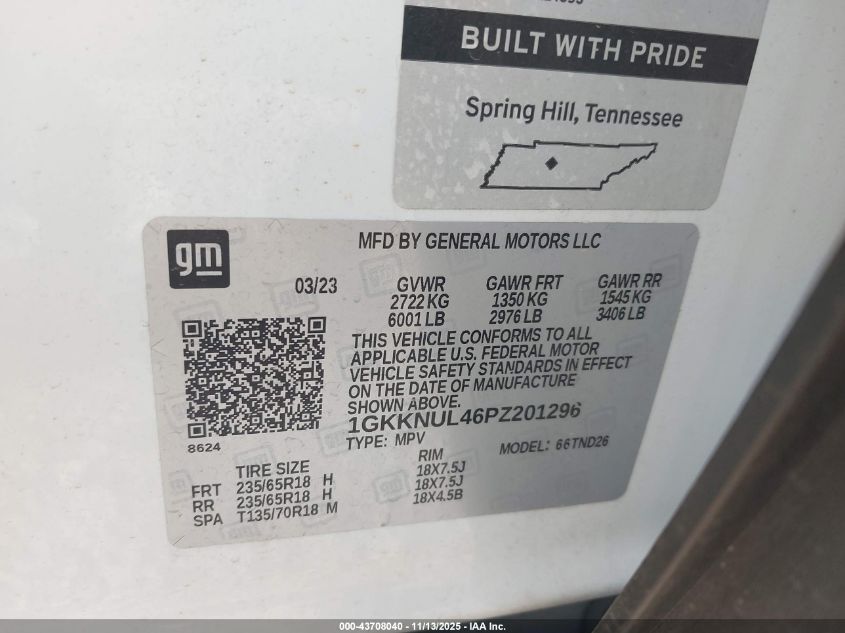 BUILT WITH PRIDE
Spring Hill, Tennessee
gm
MFD BY GENERAL MOTORS LLC
03/23 GVWR GAWR FRT GAWR RR
2722 KG 1350 KG 1545 KG
6001 LB 2976 LB 3406 LB
THIS VEHICLE CONFORMS TO ALL
APPLICABLE U.S. FEDERAL MOTOR
VEHICLE SAFETY STANDARDS IN EFFECT
ON THE DATE OF MANUFACTURE
SHOWN ABOVE.
1GKKNUL46PZ201296
8624
TYPE: MPV MODEL: 66TND26
TIRE SIZE RIM
FRT 235/65R18 H 18X7.5J
RR 235/65R18 H 18X7.5J
SPA T135/70R18 M 18X4.5B
000-43708040 - 11/13/2025 - IAA Inc.